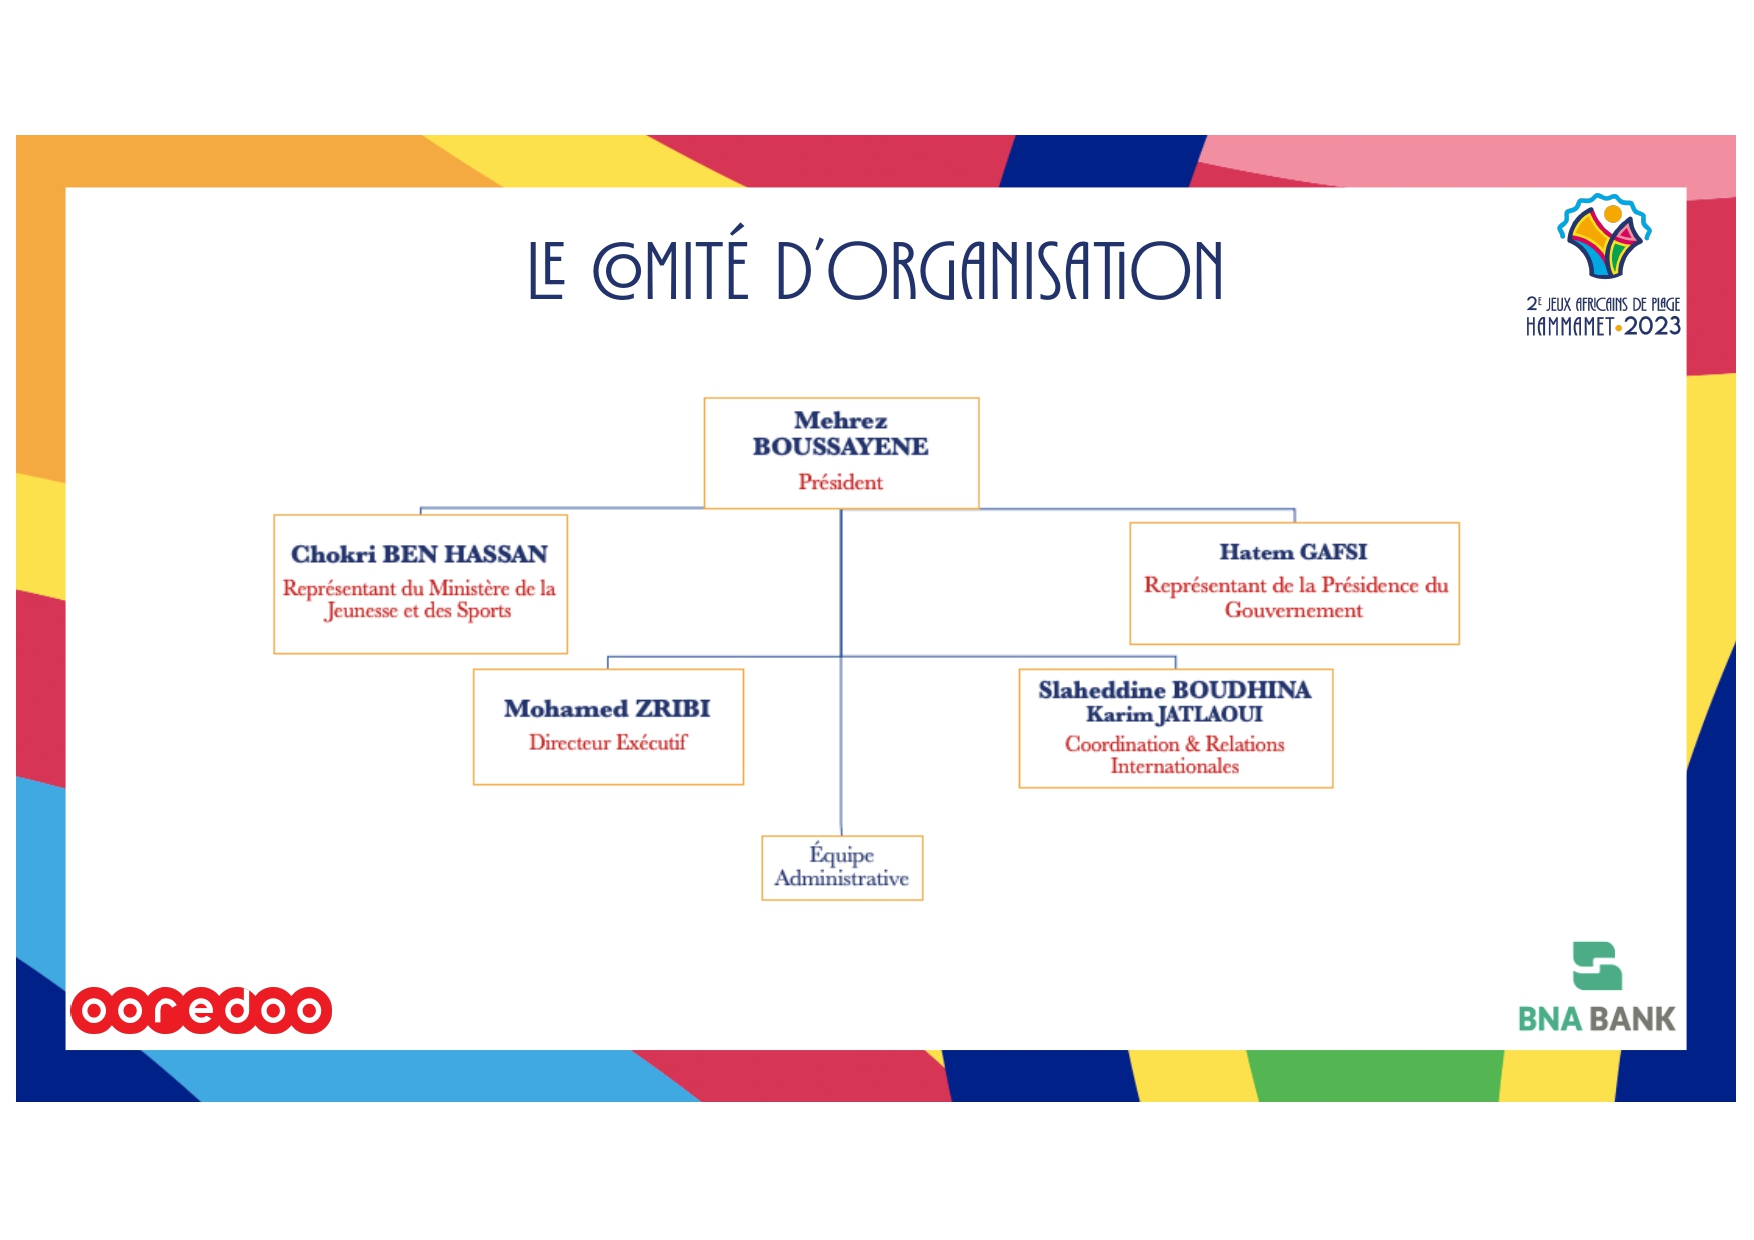 LE COMITÉ D'ORGANISATION
2E JEUX AFRICAINS DE PLAGE
HAMMAMET•2023
Mehrez
BOUSSAYENE
Président
Chokri BEN HASSAN
Représentant du Ministère de la
Jeunesse et des Sports
Hatem GAFSI
Représentant de la Présidence du
Gouvernement
Mohamed ZRIBI
Directeur Exécutif
Slaheddine BOUDHINA
Karim JATLAOUI
Coordination & Relations
Internationales
Équipe
Administrative
ooredoo
BNA BANK